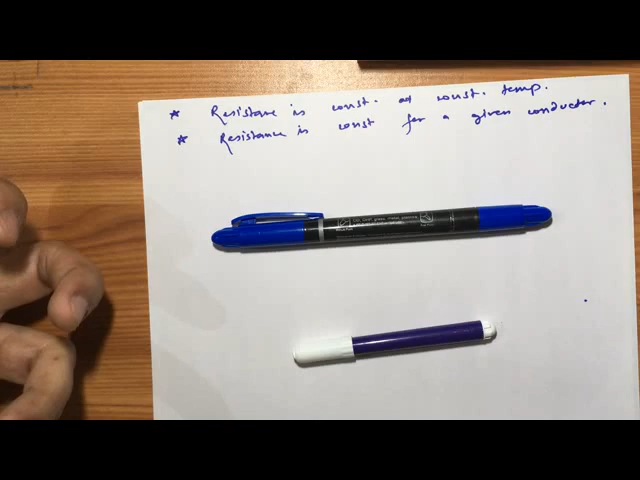 * Resistance is const. at const. temp.
* Resistance is const for a given conductor.